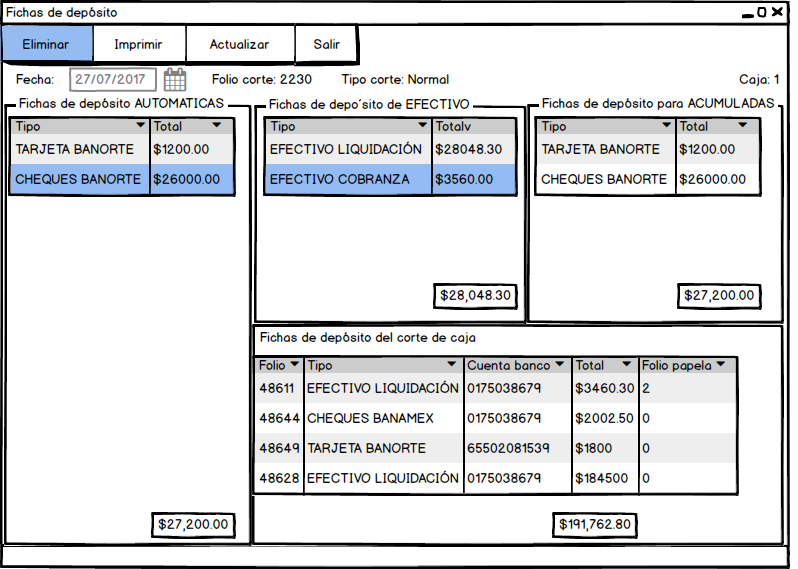 Fichas de depósito
Eliminar Imprimir Actualizar Salir
Fecha: 27/07/2017 Folio corte: 2230 Tipo corte: Normal Caja: 1
Fichas de depósito AUTOMATICAS
Tipo Total
TARJETA BANORTE $1200.00
CHEQUES BANORTE $26000.00
$27,200.00
Fichas de depo´sito de EFECTIVO
Tipo Totalv
EFECTIVO LIQUIDACIÓN $28048.30
EFECTIVO COBRANZA $3560.00
$28,048.30
Fichas de depósito para ACUMULADAS
Tipo Total
TARJETA BANORTE $1200.00
CHEQUES BANORTE $26000.00
$27,200.00
Fichas de depósito del corte de caja
Folio Tipo Cuenta banco Total Folio papela
48611 EFECTIVO LIQUIDACIÓN 0175038679 $3460.30 2
48644 CHEQUES BANAMEX 0175038679 $2002.50 0
48649 TARJETA BANORTE 65502081539 $1800 0
48628 EFECTIVO LIQUIDACIÓN 0175038679 $184500 0
$191,762.80